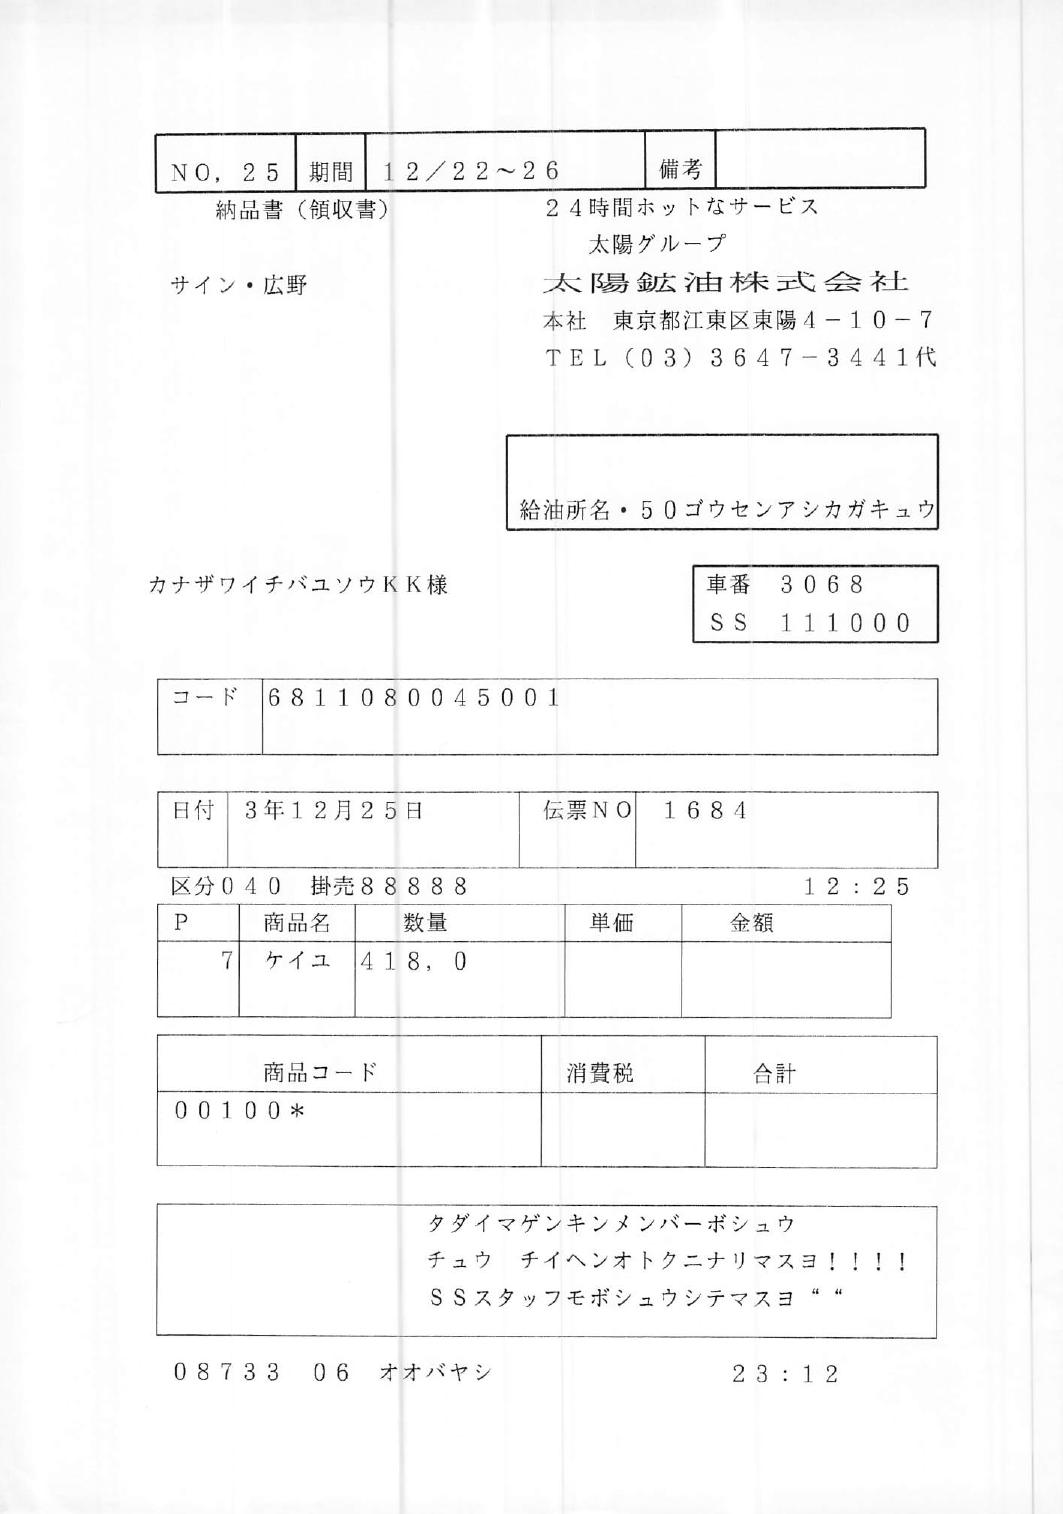 NO, 25 期間 12／22～26 備考
納品書（領収書） 24時間ホットなサービス
太陽グループ
サイン・広野 太陽鉱油株式会社
本社 東京都江東区東陽4－10－7
TEL（03）3647－3441代
給油所名・50ゴウセンアシカガキュウ
カナザワイチバユソウKK様 車番 3068
SS 111000
コード 6811080045001
日付 3年12月25日 伝票NO 1684
区分040 掛売88888 12：25
P 商品名 数量 単価 金額
7 ケイユ 418, 0
商品コード 消費税 合計
00100＊
タダイマゲンキンメンバーボシュウ
チュウ チイヘンオトクニナリマスヨ！！！！
SSスタッフモボシュウシテマスヨ“ “
08733 06 オオバヤシ 23：12